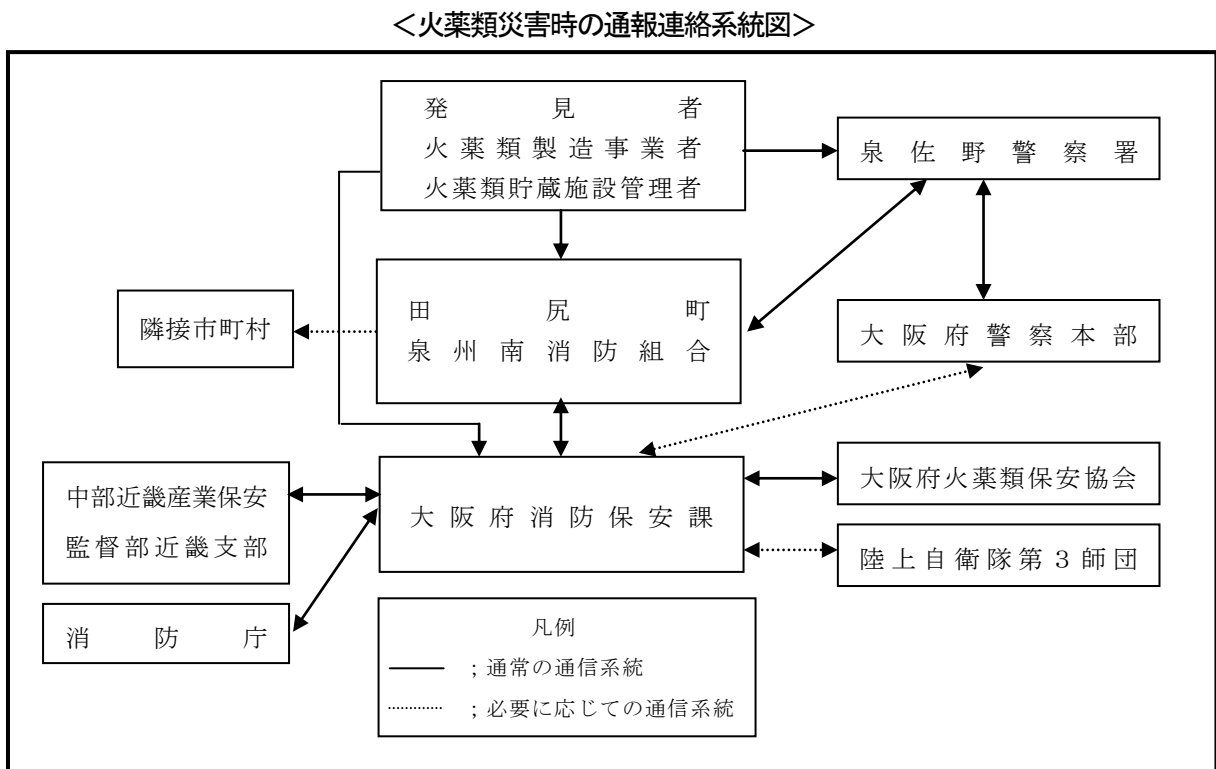 ＜火薬類災害時の通報連絡系統図＞
発見者
火薬類製造事業者
火薬類貯蔵施設管理者
泉佐野警察署
田尻町
泉州南消防組合
隣接市町村
大阪府警察本部
中部近畿産業保安
監督部近畿支部
大阪府消防保安課
大阪府火薬類保安協会
陸上自衛隊第３師団
消防庁
凡例
；通常の通信系統
；必要に応じての通信系統